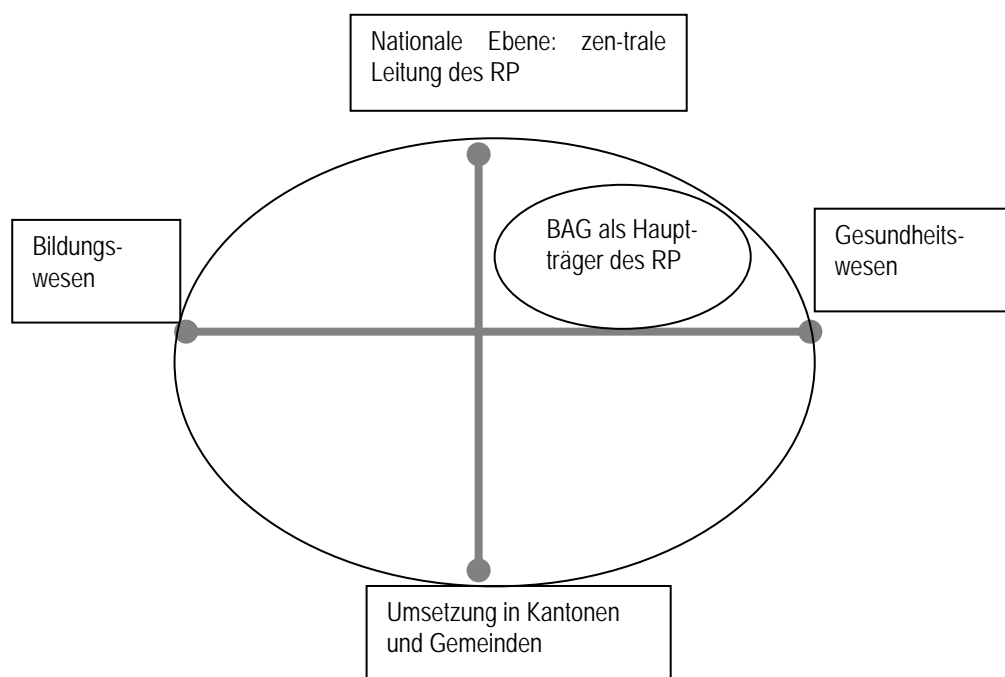 Nationale Ebene: zen-trale
Leitung des RP
Bildungs-
wesen
BAG als Haupt-
träger des RP
Gesundheits-
wesen
Umsetzung in Kantonen
und Gemeinden